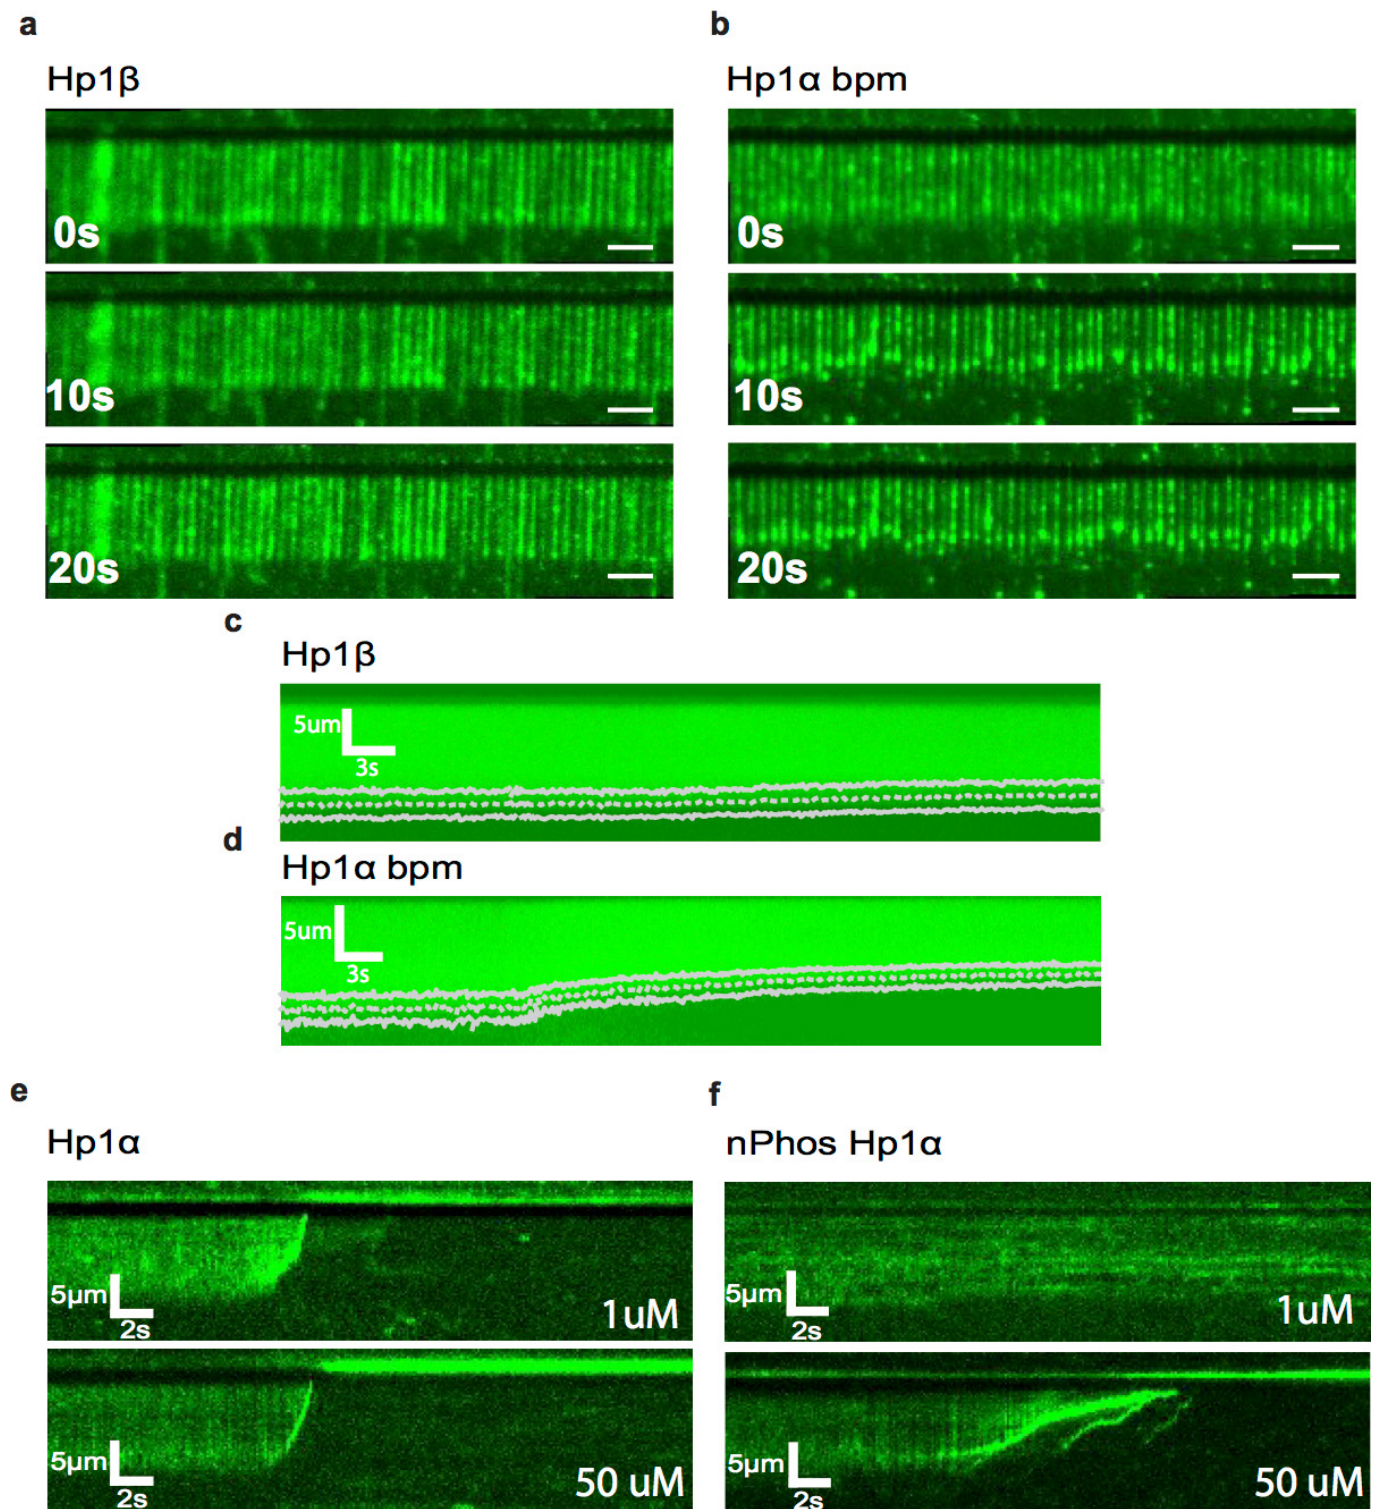 a
b
Hp1β
Hp1α bpm
0s
0s
10s
10s
20s
20s
c
Hp1β
5um
3s
d
Hp1α bpm
5um
3s
e
f
Hp1α
nPhos Hp1α
5μm
2s
1uM
5μm
2s
1uM
5μm
2s
50 uM
5μm
2s
50 uM